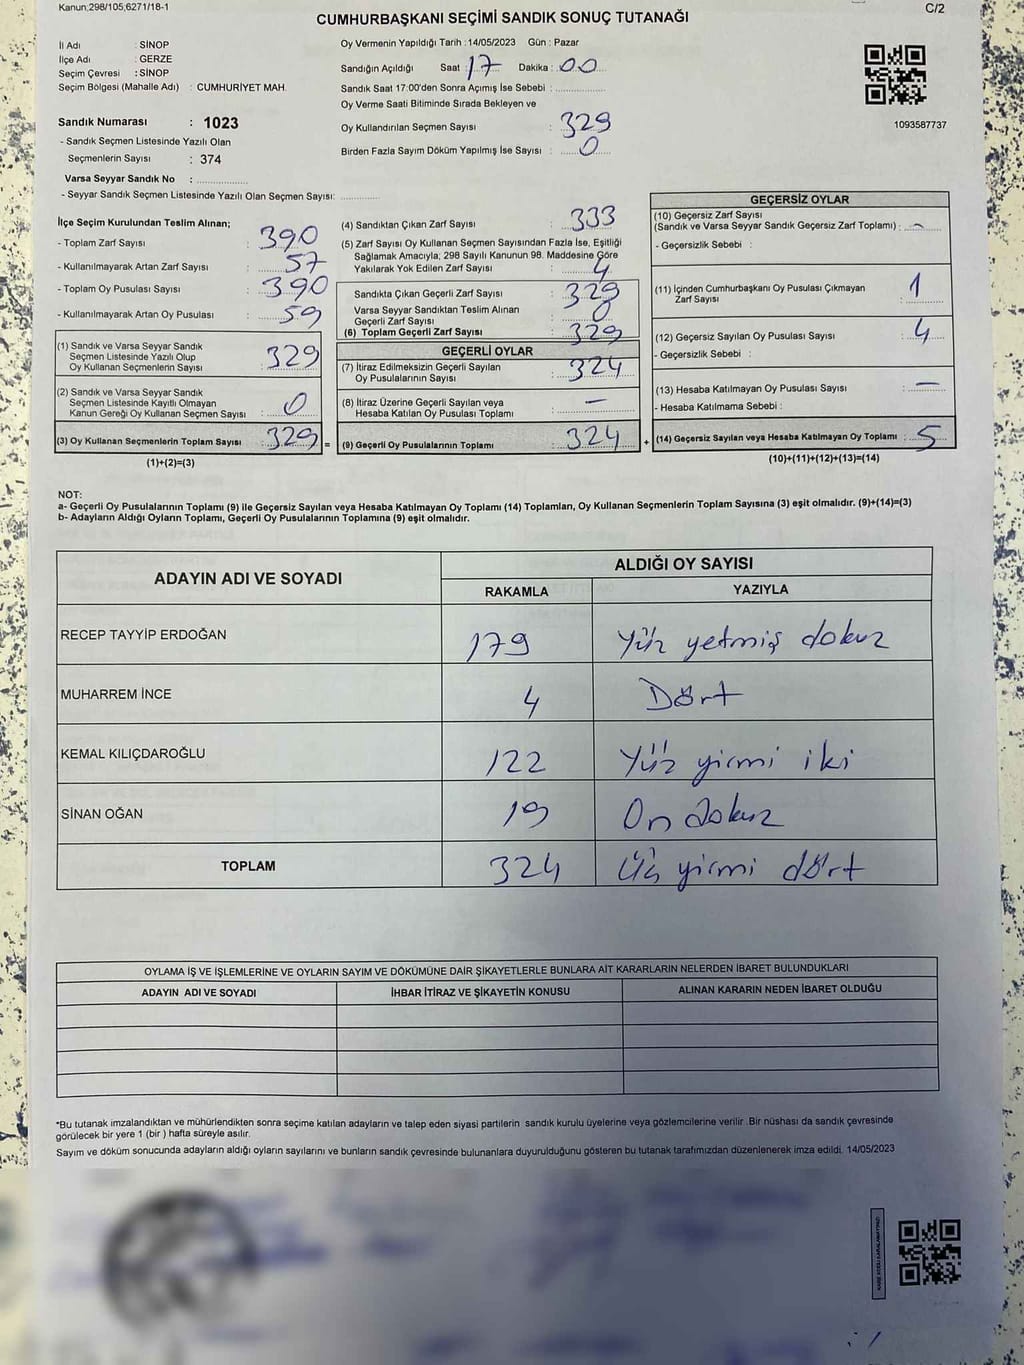 Kanun;298/105,6271/18-1
C/2
CUMHURBAŞKANI SEÇİMİ SANDIK SONUÇ TUTANAĞI
İl Adı : SİNOP
İlçe Adı : GERZE
Seçim Çevresi : SİNOP
Seçim Bölgesi (Mahalle Adı) : CUMHURİYET MAH.
Sandık Numarası : 1023
- Sandık Seçmen Listesinde Yazılı Olan
Seçmenlerin Sayısı : 374
Varsa Seyyar Sandık No :
- Seyyar Sandık Seçmen Listesinde Yazılı Olan Seçmen Sayısı:
Oy Vermenin Yapıldığı Tarih :14/05/2023 Gün : Pazar
Sandığın Açıldığı Saat : 17 Dakika : 00
Sandık Saat 17:00'den Sonra Açımış İse Sebebi :
Oy Verme Saati Bitiminde Sırada Bekleyen ve
Oy Kullandırılan Seçmen Sayısı : 329
Birden Fazla Sayım Döküm Yapılmış İse Sayısı : 0
1093587737
İlçe Seçim Kurulundan Teslim Alınan;
- Toplam Zarf Sayısı : 390
- Kullanılmayarak Artan Zarf Sayısı : 57
- Toplam Oy Pusulası Sayısı : 390
- Kullanılmayarak Artan Oy Pusulası : 59
(1) Sandık ve Varsa Seyyar Sandık
Seçmen Listesinde Yazılı Olup
Oy Kullanan Seçmenlerin Sayısı : 329
(2) Sandık ve Varsa Seyyar Sandık
Seçmen Listesinde Kayıtlı Olmayan
Kanun Gereği Oy Kullanan Seçmen Sayısı : 0
(3) Oy Kullanan Seçmenlerin Toplam Sayısı : 329 =
(1)+(2)=(3)
(4) Sandıktan Çıkan Zarf Sayısı : 333
(5) Zarf Sayısı Oy Kullanan Seçmen Sayısından Fazla İse, Eşitliği
Sağlamak Amacıyla; 298 Sayılı Kanunun 98. Maddesine Göre
Yakılarak Yok Edilen Zarf Sayısı : 4
Sandıkta Çıkan Geçerli Zarf Sayısı : 329
Varsa Seyyar Sandıktan Teslim Alınan
Geçerli Zarf Sayısı : 0
(6) Toplam Geçerli Zarf Sayısı : 329
GEÇERLİ OYLAR
(7) İtiraz Edilmeksizin Geçerli Sayılan
Oy Pusulalarının Sayısı : 324
(8) İtiraz Üzerine Geçerli Sayılan veya
Hesaba Katılan Oy Pusulası Toplamı : –
(9) Geçerli Oy Pusulalarının Toplamı : 324 +
GEÇERSİZ OYLAR
(10) Geçersiz Zarf Sayısı
(Sandık ve Varsa Seyyar Sandık Geçersiz Zarf Toplamı) : –
- Geçersizlik Sebebi :
(11) İçinden Cumhurbaşkanı Oy Pusulası Çıkmayan
Zarf Sayısı : 1
(12) Geçersiz Sayılan Oy Pusulası Sayısı : 4
- Geçersizlik Sebebi :
(13) Hesaba Katılmayan Oy Pusulası Sayısı : –
- Hesaba Katılmama Sebebi :
(14) Geçersiz Sayılan veya Hesaba Katılmayan Oy Toplamı : 5
(10)+(11)+(12)+(13)=(14)
NOT:
a- Geçerli Oy Pusulalarının Toplamı (9) ile Geçersiz Sayılan veya Hesaba Katılmayan Oy Toplamı (14) Toplamları, Oy Kullanan Seçmenlerin Toplam Sayısına (3) eşit olmalıdır. (9)+(14)=(3)
b- Adayların Aldığı Oyların Toplamı, Geçerli Oy Pusulalarının Toplamına (9) eşit olmalıdır.
ADAYIN ADI VE SOYADI
ALDIĞI OY SAYISI
RAKAMLA YAZIYLA
RECEP TAYYİP ERDOĞAN 179 Yüz yetmiş dokuz
MUHARREM İNCE 4 Dört
KEMAL KILIÇDAROĞLU 122 Yüz yirmi iki
SİNAN OĞAN 19 On dokuz
TOPLAM 324 Üç yirmi dört
OYLAMA İŞ VE İŞLEMLERİNE VE OYLARIN SAYIM VE DÖKÜMÜNE DAİR ŞİKAYETLERLE BUNLARA AİT KARARLARIN NELERDEN İBARET BULUNDUKLARI
ADAYIN ADI VE SOYADI İHBAR İTİRAZ VE ŞİKAYETİN KONUSU ALINAN KARARIN NEDEN İBARET OLDUĞU
*Bu tutanak imzalandıktan ve mühürlendikten sonra seçime katılan adayların ve talep eden siyasi partilerin sandık kurulu üyelerine veya gözlemcilerine verilir .Bir nüshası da sandık çevresinde
görülecek bir yere 1 (bir ) hafta süreyle asılır.
Sayım ve döküm sonucunda adayların aldığı oyların sayılarını ve bunların sandık çevresinde bulunanlara duyurulduğunu gösteren bu tutanak tarafımızdan düzenlenerek imza edildi. 14/05/2023